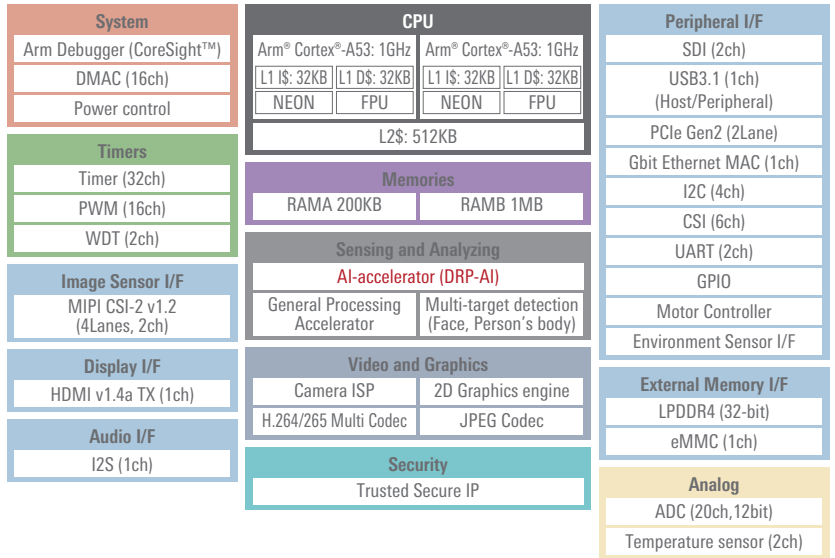 System
Arm Debugger (CoreSight™)
DMAC (16ch)
Power control
Timers
Timer (32ch)
PWM (16ch)
WDT (2ch)
Image Sensor I/F
MIPI CSI-2 v1.2
(4Lanes, 2ch)
Display I/F
HDMI v1.4a TX (1ch)
Audio I/F
I2S (1ch)
CPU
Arm® Cortex®-A53: 1GHz Arm® Cortex®-A53: 1GHz
L1 I$: 32KB L1 D$: 32KB L1 I$: 32KB L1 D$: 32KB
NEON FPU NEON FPU
L2$: 512KB
Memories
RAMA 200KB RAMB 1MB
Sensing and Analyzing
AI-accelerator (DRP-AI)
General Processing
Accelerator
Multi-target detection
(Face, Person's body)
Video and Graphics
Camera ISP 2D Graphics engine
H.264/265 Multi Codec JPEG Codec
Security
Trusted Secure IP
Peripheral I/F
SDI (2ch)
USB3.1 (1ch)
(Host/Peripheral)
PCIe Gen2 (2Lane)
Gbit Ethernet MAC (1ch)
I2C (4ch)
CSI (6ch)
UART (2ch)
GPIO
Motor Controller
Environment Sensor I/F
External Memory I/F
LPDDR4 (32-bit)
eMMC (1ch)
Analog
ADC (20ch,12bit)
Temperature sensor (2ch)